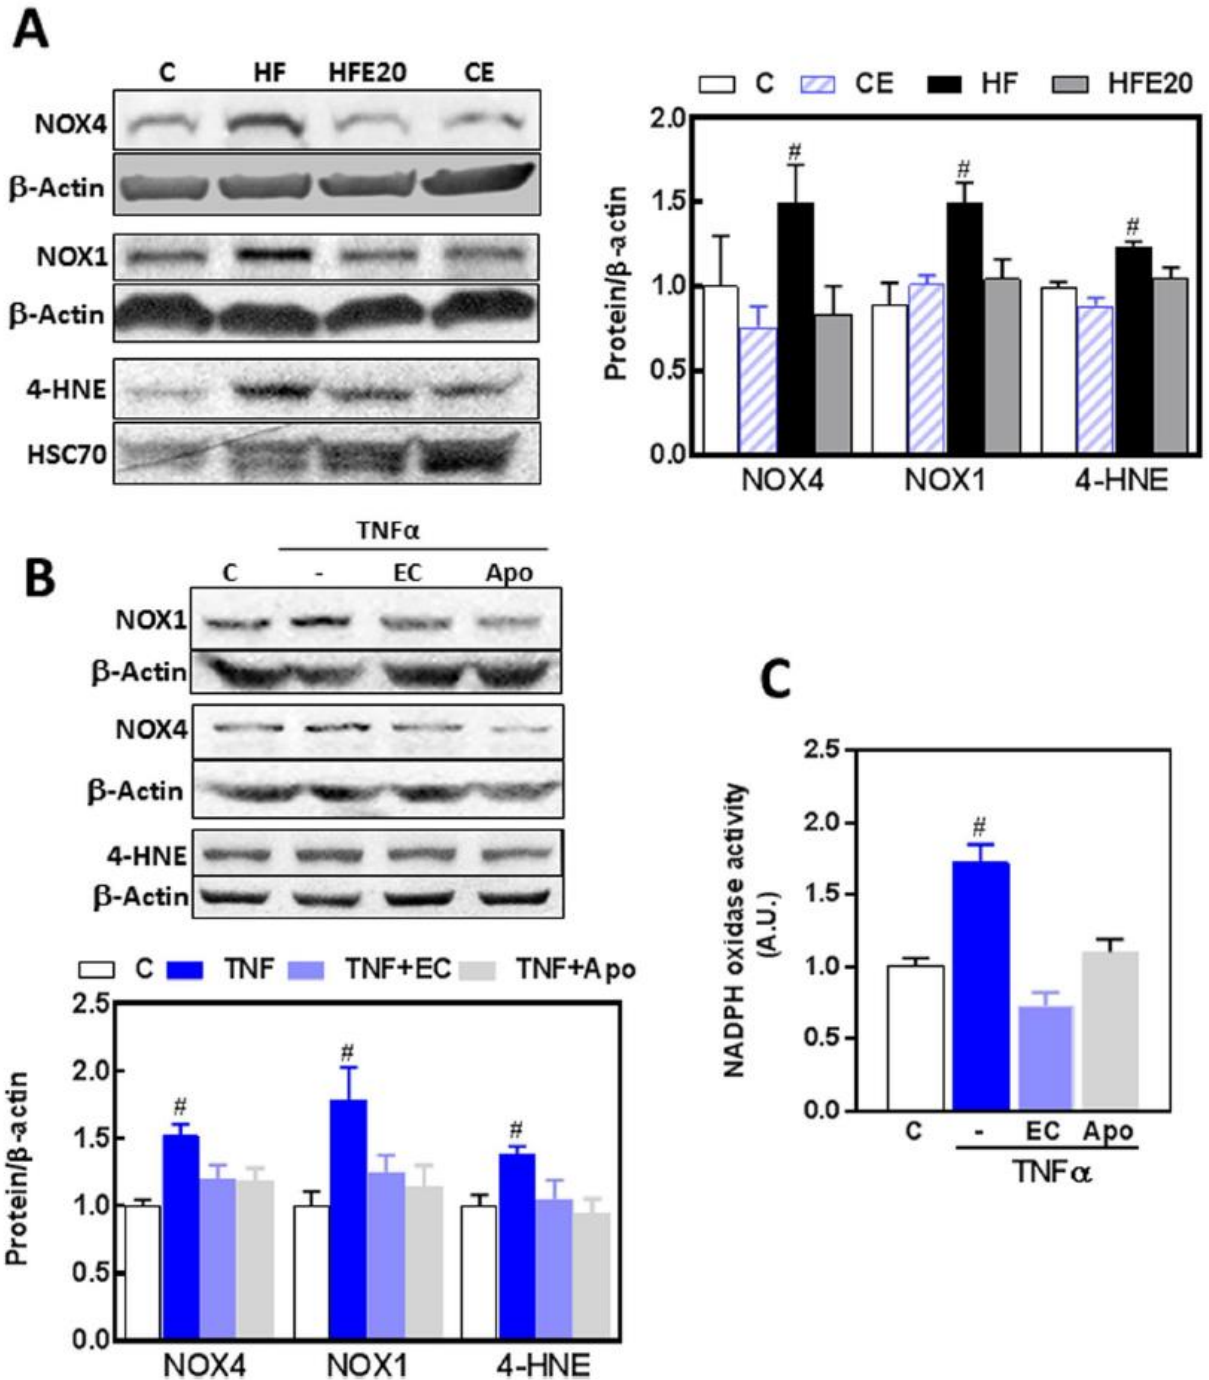 A
C HF HFE20 CE
NOX4
β-Actin
NOX1
β-Actin
4-HNE
HSC70
C CE HF HFE20
2.0
1.5
1.0
0.5
0.0
Protein/β-actin
# # #
NOX4 NOX1 4-HNE
B
TNFα
C - EC Apo
NOX1
β-Actin
NOX4
β-Actin
4-HNE
β-Actin
C TNF TNF+EC TNF+Apo
2.5
2.0
1.5
1.0
0.5
0.0
Protein/β-actin
# # #
NOX4 NOX1 4-HNE
C
2.5
2.0
1.5
1.0
0.5
0.0
NADPH oxidase activity
(A.U.)
#
C - EC Apo
TNFα